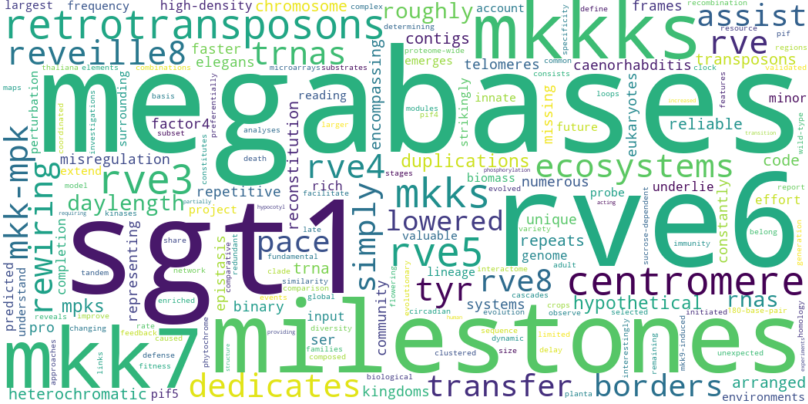 largest frequency high-density chromosome complex roughly account define frames recombination
retrotransposons determining faster contigs mkkks specificity resource assist
reveille8 elegans trnas proteome-wide emerges telomeres caenorhabditis common pif regions
thaliana elements combinations microarrays substrates clock rve transposons validated
maps megabases consists
perturbation coordinated investigations surrounding factor4 reading reconstitution encompassing strikingly modules pif4 innate missing loops future eukaryotes minor features wild-type
basis preferentially analyses larger increased reliable transition
misregulation subset death rve4 duplications ecosystems code
mkk-mpk rewiring extend rve3 repetitive constitutes rich facilitate stages phosphorylation evolved biomass numerous probe underlie report
model daylength project late simply mkks rve6 effort
kinases partially hypocotyl acting
predicted understand completion tandem sgt1 share epistasis redundant pace fundamental clade lowered valuable unique variety repeats constantly sucrose-dependent immunity belong generation
representing network comparative trna similarity comparison lineage rve5 genome interactome adult requiring
mpks enriched events global families community flowering tyr rve8 centromere
binary input diversity circadian evolutionary cascades systems hypothetical rnas
pro reveals improve changing initiated 180-base-pair homology
mkk7 rate feedback caused ser composed milestones evolution observe crops sequence dynamic selected limited
links approaches defense fitness phytochrome size delay clustered interestingly remaining mkk9-induced unexpected experiments
heterochromatic pif5 dedicates kingdoms biological transfer planta borders arranged environments
structure providing